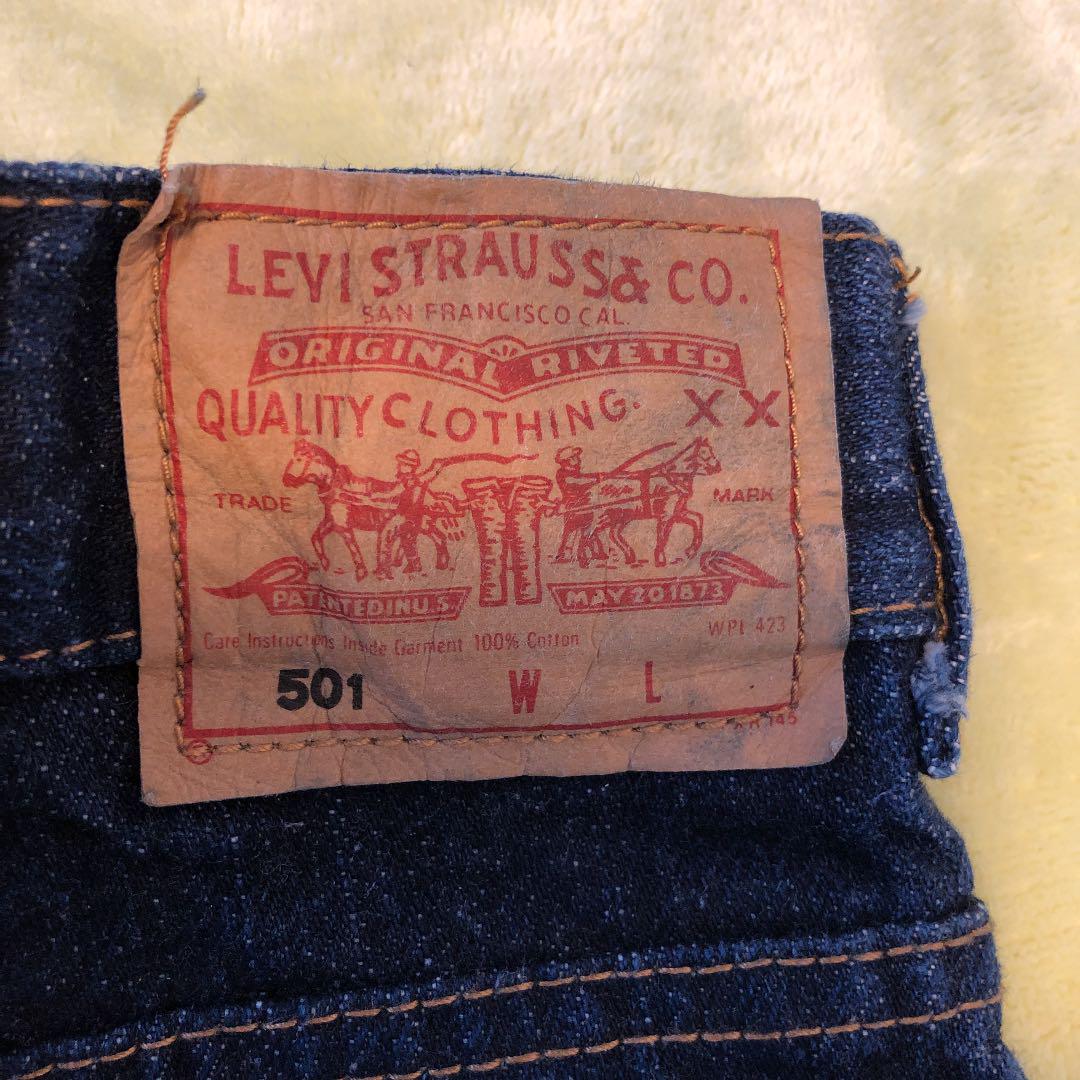 LEVI STRAUSS & CO.
SAN FRANCISCO CAL.
ORIGINAL RIVETED
QUALITY CLOTHING. XX
TRADE MARK
PATENTED IN U.S. MAY 20 1873
Care Instructions Inside Garment 100% Cotton WPL 423
501 W L
145